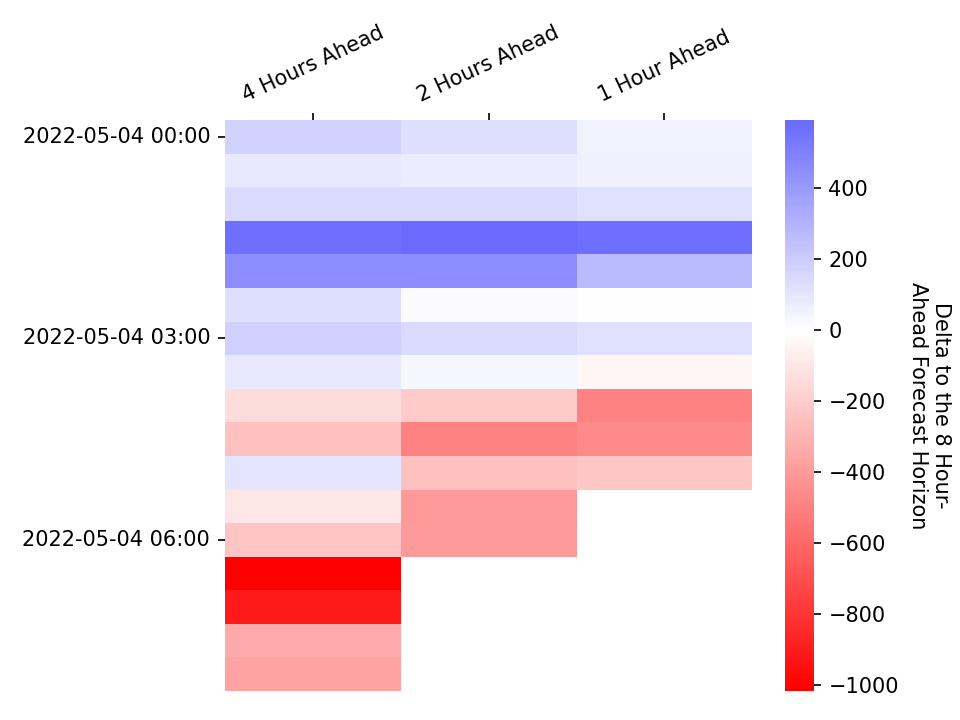 4 Hours Ahead
2 Hours Ahead
1 Hour Ahead
2022-05-04 00:00
2022-05-04 03:00
2022-05-04 06:00
400
200
0
−200
−400
−600
−800
−1000
Delta to the 8 Hour-
Ahead Forecast Horizon